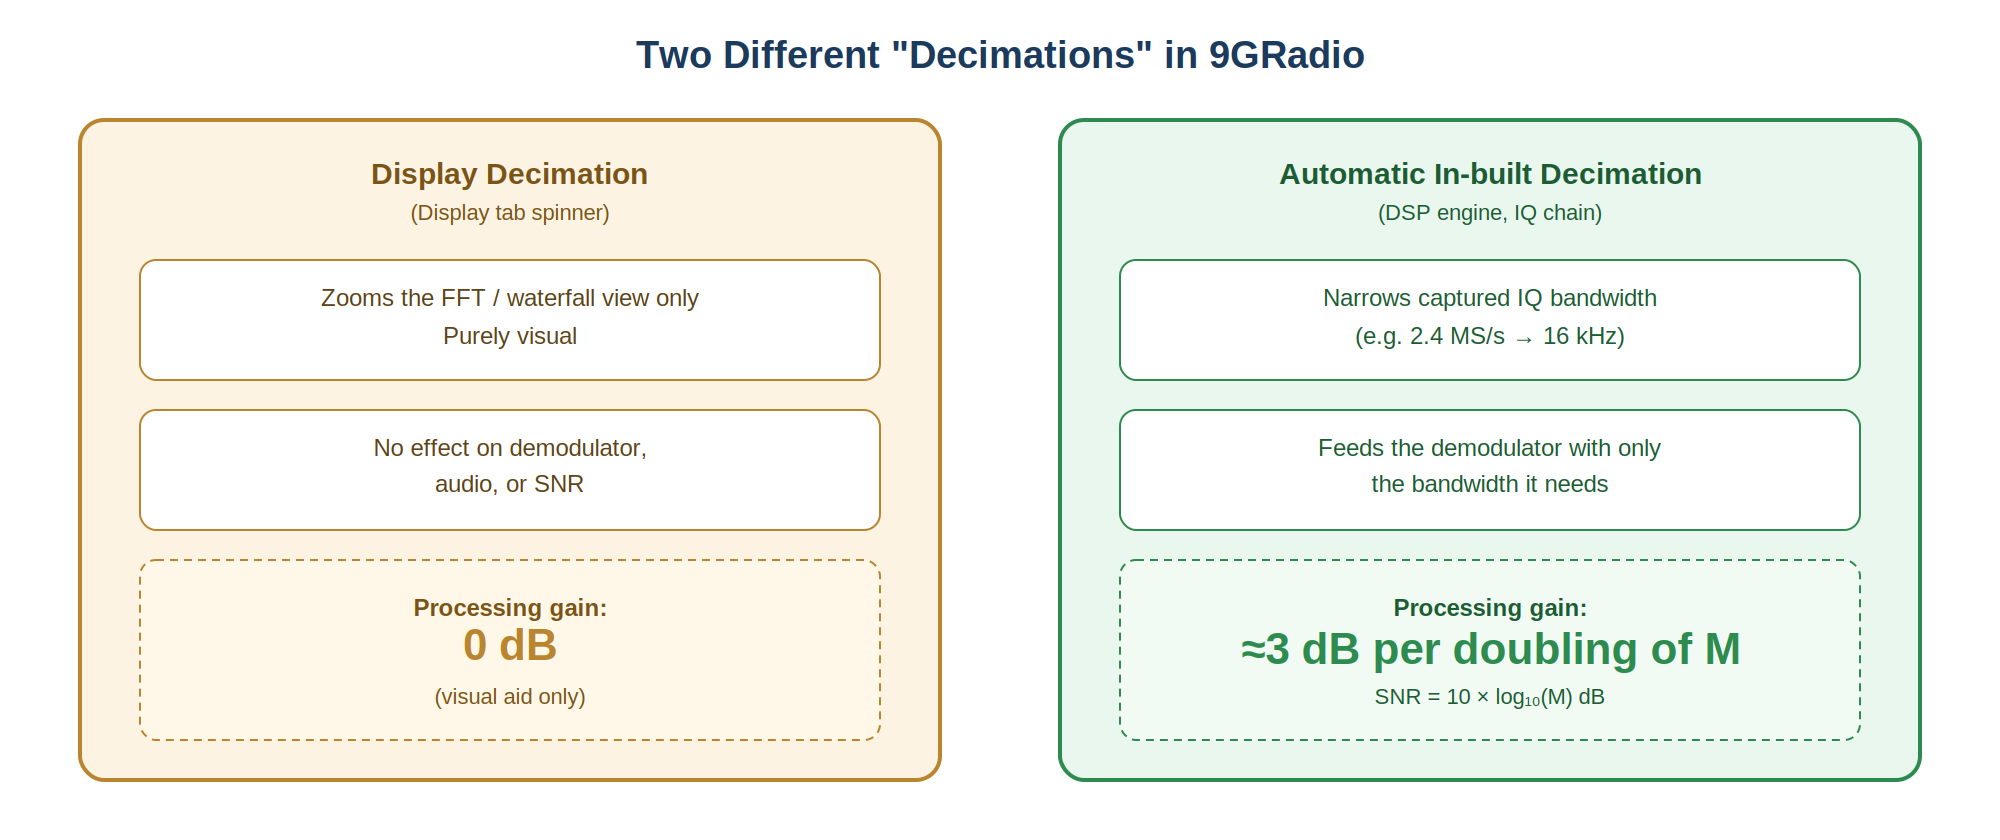 Two Different "Decimations" in 9GRadio
Display Decimation
(Display tab spinner)
Zooms the FFT / waterfall view only
Purely visual
No effect on demodulator,
audio, or SNR
Processing gain:
0 dB
(visual aid only)
Automatic In-built Decimation
(DSP engine, IQ chain)
Narrows captured IQ bandwidth
(e.g. 2.4 MS/s → 16 kHz)
Feeds the demodulator with only
the bandwidth it needs
Processing gain:
≈3 dB per doubling of M
SNR = 10 × log₁₀(M) dB